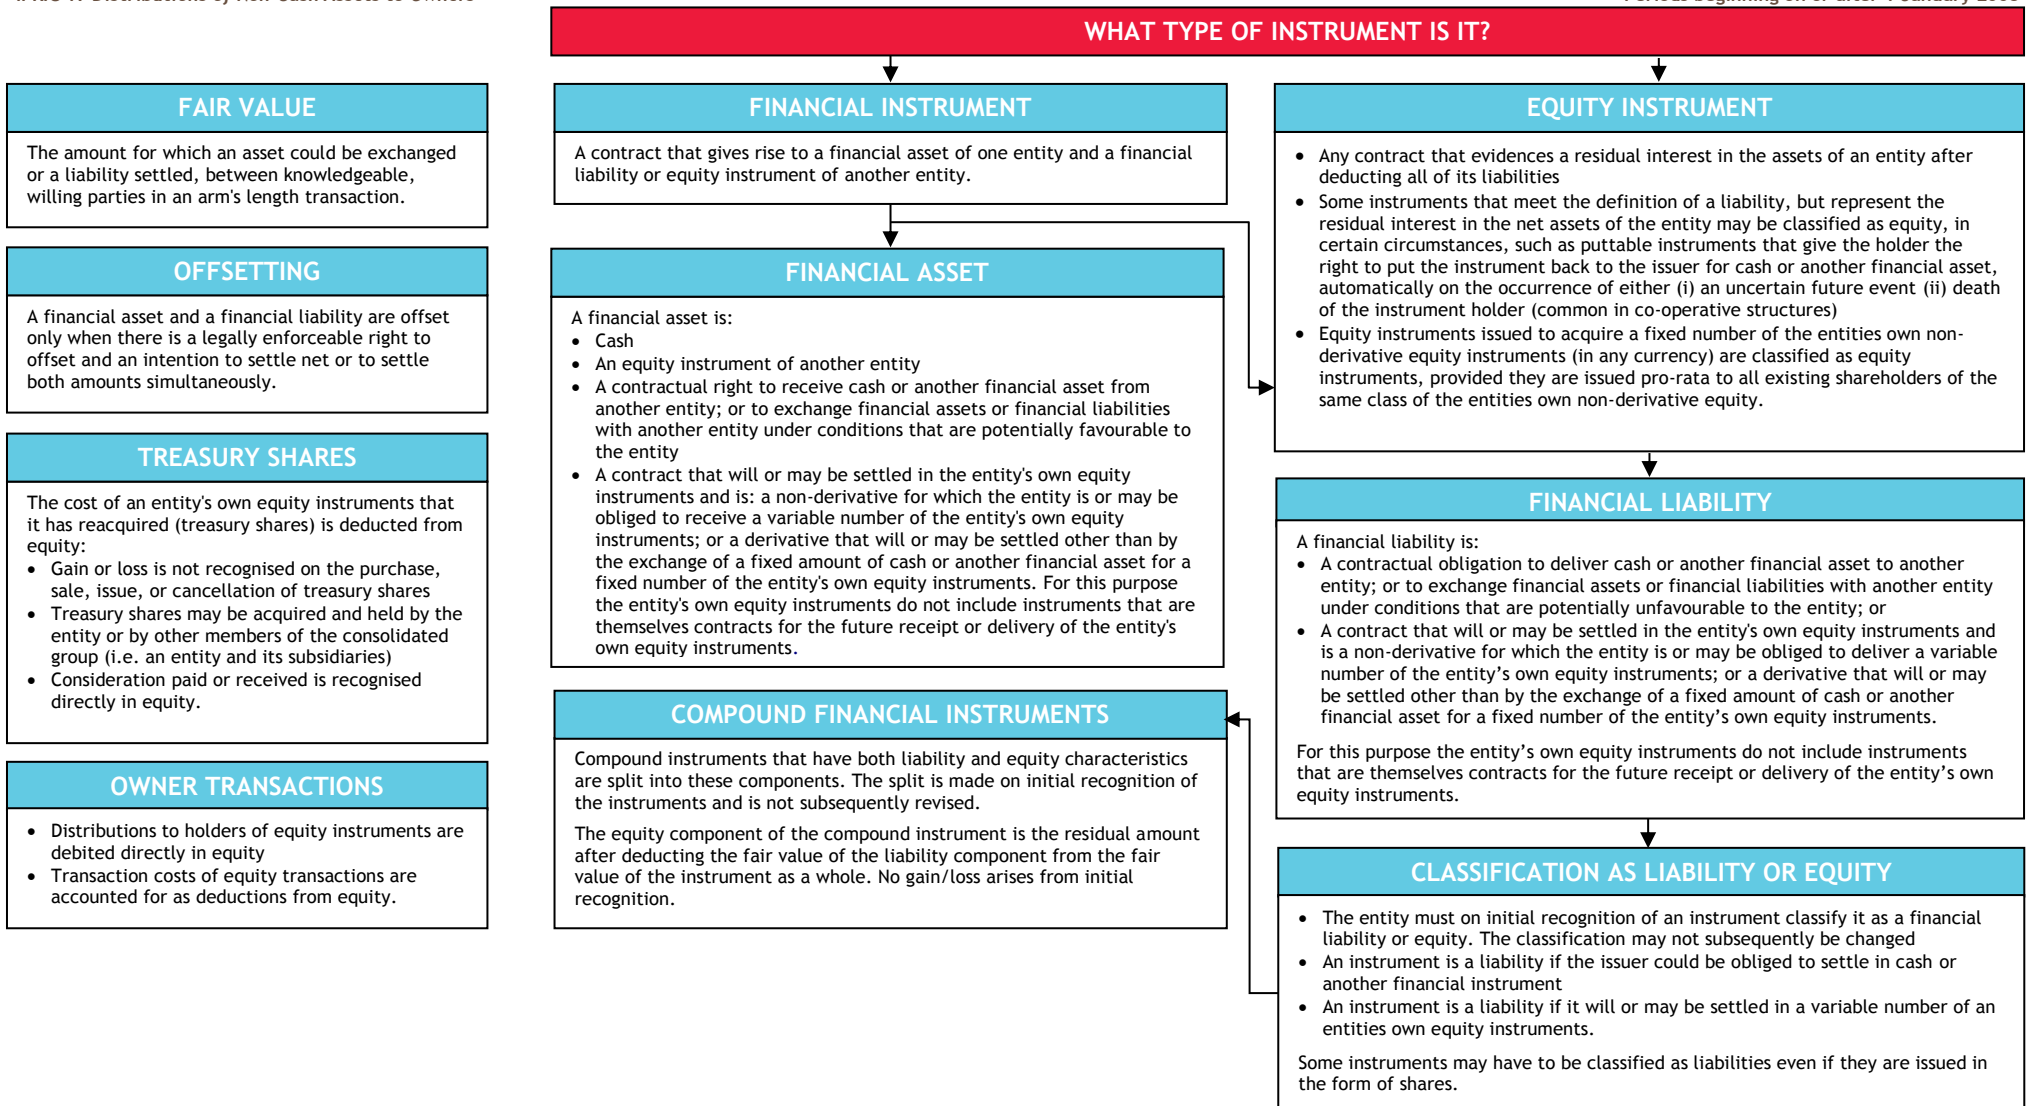 WHAT TYPE OF INSTRUMENT IS IT?
FAIR VALUE
The amount for which an asset could be exchanged
or a liability settled, between knowledgeable,
willing parties in an arm's length transaction.
OFFSETTING
A financial asset and a financial liability are offset
only when there is a legally enforceable right to
offset and an intention to settle net or to settle
both amounts simultaneously.
TREASURY SHARES
The cost of an entity's own equity instruments that
it has reacquired (treasury shares) is deducted from
equity:
• Gain or loss is not recognised on the purchase,
sale, issue, or cancellation of treasury shares
• Treasury shares may be acquired and held by the
entity or by other members of the consolidated
group (i.e. an entity and its subsidiaries)
• Consideration paid or received is recognised
directly in equity.
OWNER TRANSACTIONS
• Distributions to holders of equity instruments are
debited directly in equity
• Transaction costs of equity transactions are
accounted for as deductions from equity.
FINANCIAL INSTRUMENT
A contract that gives rise to a financial asset of one entity and a financial
liability or equity instrument of another entity.
FINANCIAL ASSET
A financial asset is:
• Cash
• An equity instrument of another entity
• A contractual right to receive cash or another financial asset from
another entity; or to exchange financial assets or financial liabilities
with another entity under conditions that are potentially favourable to
the entity
• A contract that will or may be settled in the entity's own equity
instruments and is: a non-derivative for which the entity is or may be
obliged to receive a variable number of the entity's own equity
instruments; or a derivative that will or may be settled other than by
the exchange of a fixed amount of cash or another financial asset for a
fixed number of the entity's own equity instruments. For this purpose
the entity's own equity instruments do not include instruments that are
themselves contracts for the future receipt or delivery of the entity's
own equity instruments.
COMPOUND FINANCIAL INSTRUMENTS
Compound instruments that have both liability and equity characteristics
are split into these components. The split is made on initial recognition of
the instruments and is not subsequently revised.
The equity component of the compound instrument is the residual amount
after deducting the fair value of the liability component from the fair
value of the instrument as a whole. No gain/loss arises from initial
recognition.
EQUITY INSTRUMENT
• Any contract that evidences a residual interest in the assets of an entity after
deducting all of its liabilities
• Some instruments that meet the definition of a liability, but represent the
residual interest in the net assets of the entity may be classified as equity, in
certain circumstances, such as puttable instruments that give the holder the
right to put the instrument back to the issuer for cash or another financial asset,
automatically on the occurrence of either (i) an uncertain future event (ii) death
of the instrument holder (common in co-operative structures)
• Equity instruments issued to acquire a fixed number of the entities own non-
derivative equity instruments (in any currency) are classified as equity
instruments, provided they are issued pro-rata to all existing shareholders of the
same class of the entities own non-derivative equity.
FINANCIAL LIABILITY
A financial liability is:
• A contractual obligation to deliver cash or another financial asset to another
entity; or to exchange financial assets or financial liabilities with another entity
under conditions that are potentially unfavourable to the entity; or
• A contract that will or may be settled in the entity's own equity instruments and
is a non-derivative for which the entity is or may be obliged to deliver a variable
number of the entity’s own equity instruments; or a derivative that will or may
be settled other than by the exchange of a fixed amount of cash or another
financial asset for a fixed number of the entity’s own equity instruments.
For this purpose the entity’s own equity instruments do not include instruments
that are themselves contracts for the future receipt or delivery of the entity’s own
equity instruments.
CLASSIFICATION AS LIABILITY OR EQUITY
• The entity must on initial recognition of an instrument classify it as a financial
liability or equity. The classification may not subsequently be changed
• An instrument is a liability if the issuer could be obliged to settle in cash or
another financial instrument
• An instrument is a liability if it will or may be settled in a variable number of an
entities own equity instruments.
Some instruments may have to be classified as liabilities even if they are issued in
the form of shares.